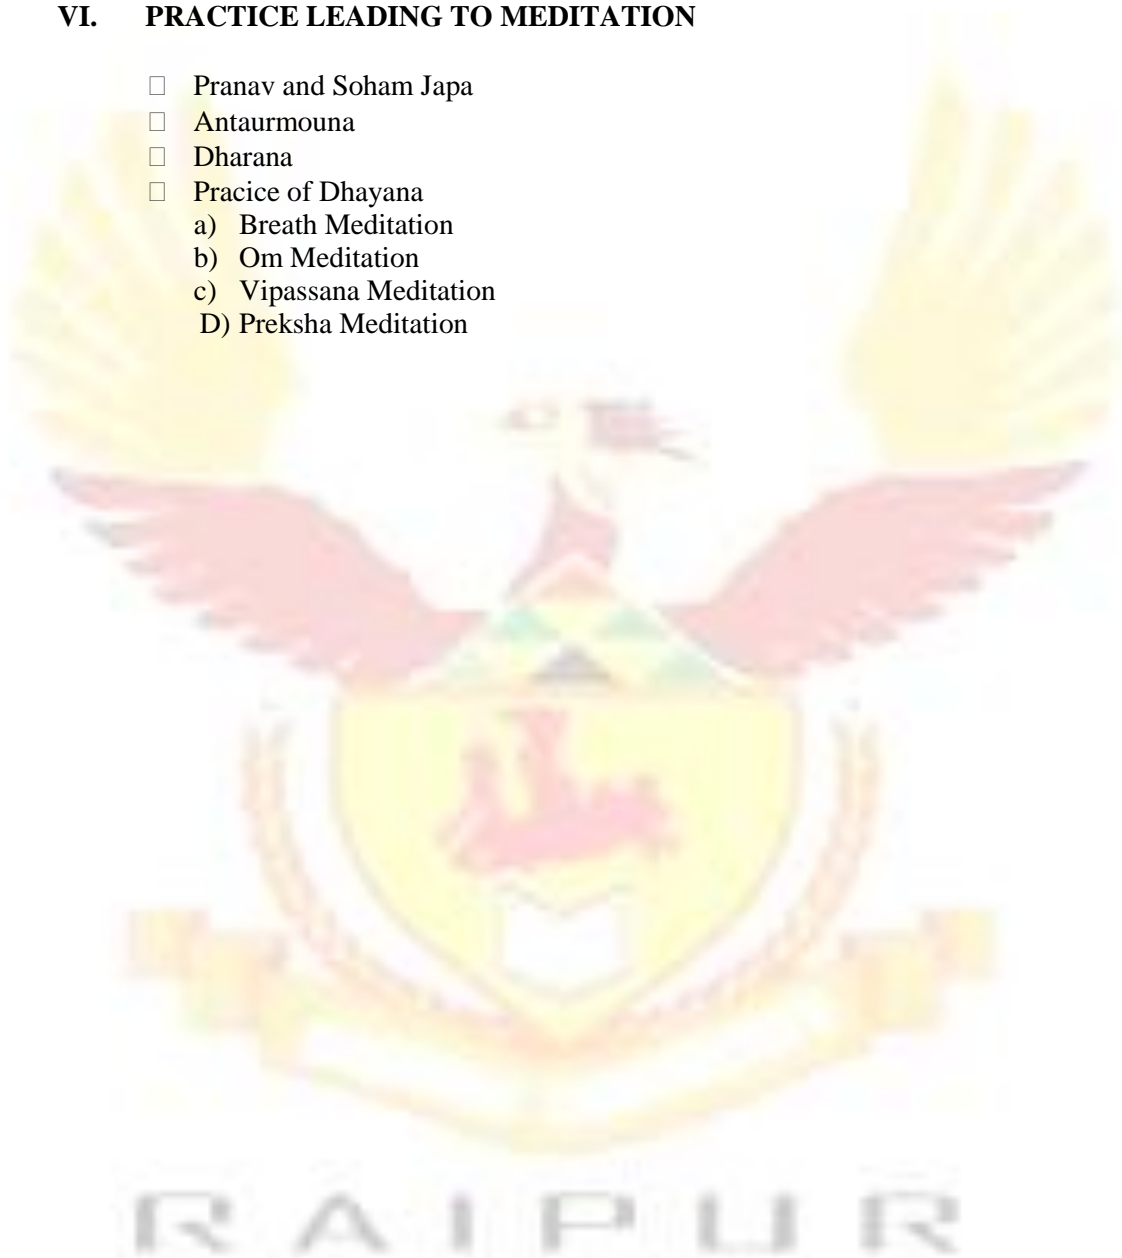 VI. PRACTICE LEADING TO MEDITATION
□ Pranav and Soham Japa
□ Antaurmouna
□ Dharana
□ Pracice of Dhayana
a) Breath Meditation
b) Om Meditation
c) Vipassana Meditation
D) Preksha Meditation
RAIPUR